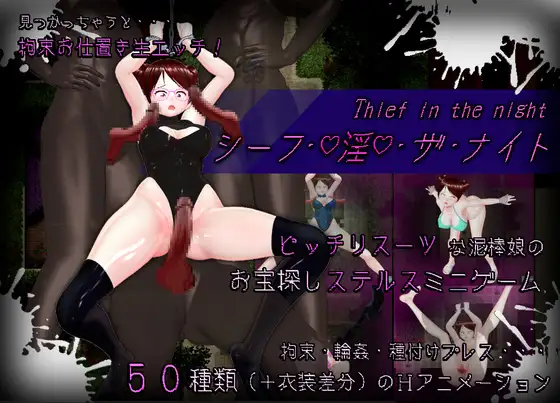 見つかっちゃうと・・・
拘束お仕置き生エッチ！
Thief in the night
シーフ・♡淫♡・ザ・ナイト
ピッチリスーツな泥棒娘の
お宝探しステルスミニゲーム
拘束・輪姦・種付けプレス・・・！
５０種類（＋衣装差分）のHアニメーション